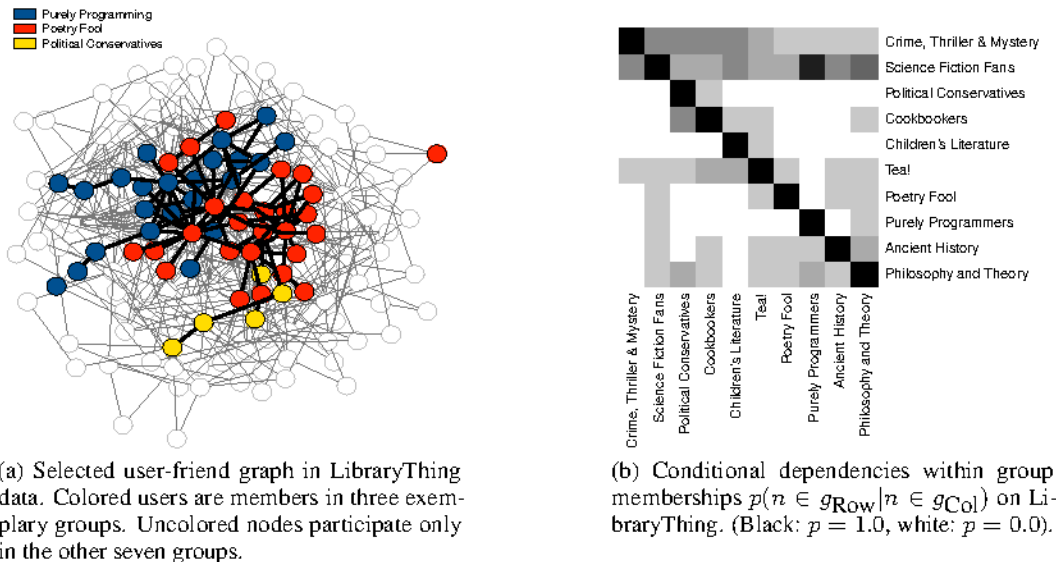 Purely Programming
Poetry Fool
Political Conservatives
Crime, Thriller & Mystery
Science Fiction Fans
Political Conservatives
Cookbookers
Children's Literature
Tea!
Poetry Fool
Purely Programmers
Ancient History
Philosophy and Theory
Crime, Thriller & Mystery
Science Fiction Fans
Political Conservatives
Cookbookers
Children's Literature
Tea!
Poetry Fool
Purely Programmers
Ancient History
Philosophy and Theory
(a) Selected user-friend graph in LibraryThing
data. Colored users are members in three exem-
plary groups. Uncolored nodes participate only
in the other seven groups.
(b) Conditional dependencies within group
memberships p(n ∈ gRow|n ∈ gCol) on Li-
braryThing. (Black: p = 1.0, white: p = 0.0).